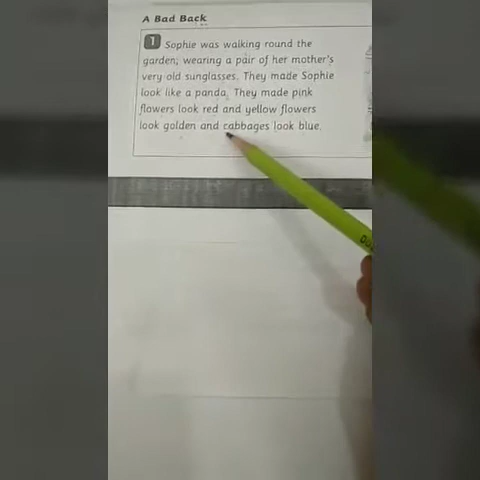 A Bad Back
1 Sophie was walking round the
garden, wearing a pair of her mother's
very old sunglasses. They made Sophie
look like a panda. They made pink
flowers look red and yellow flowers
look golden and cabbages look blue.